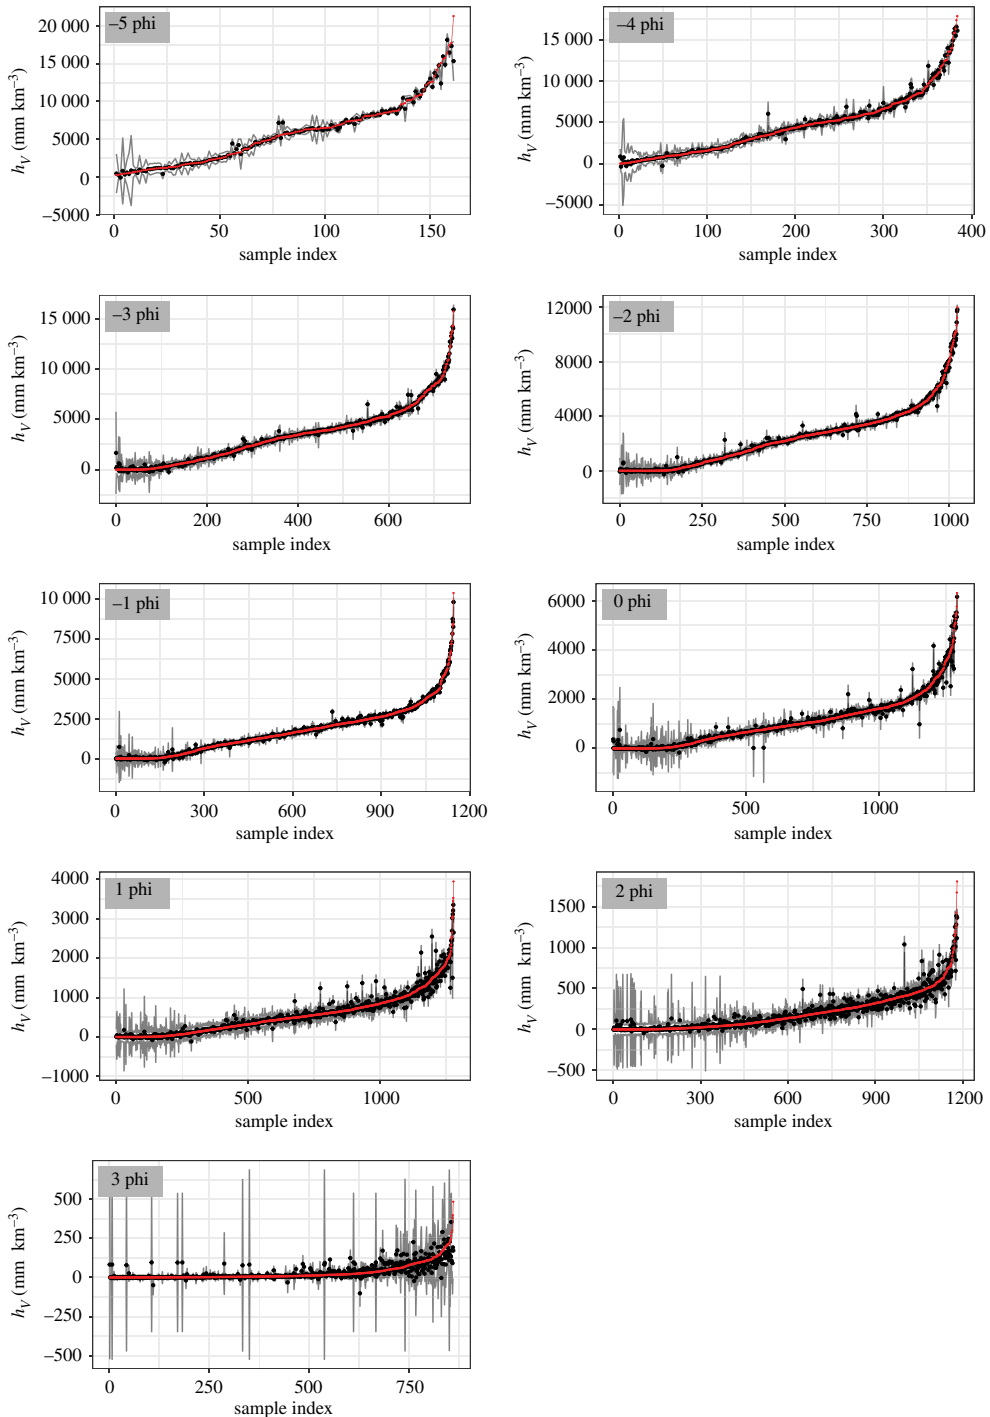 –5 phi
20 000
15 000
10 000
5000
0
–5000
h_V (mm km⁻³)
0 50 100 150
sample index
–4 phi
15 000
10 000
5000
0
–5000
h_V (mm km⁻³)
0 100 200 300 400
sample index
–3 phi
15 000
10 000
5000
0
h_V (mm km⁻³)
0 200 400 600
sample index
–2 phi
12000
8000
4000
0
h_V (mm km⁻³)
0 250 500 750 1000
sample index
–1 phi
10 000
7500
5000
2500
0
h_V (mm km⁻³)
0 300 600 900 1200
sample index
0 phi
6000
4000
2000
0
h_V (mm km⁻³)
0 500 1000
sample index
1 phi
4000
3000
2000
1000
0
–1000
h_V (mm km⁻³)
0 500 1000
sample index
2 phi
1500
1000
500
0
–500
h_V (mm km⁻³)
0 300 600 900 1200
sample index
3 phi
500
250
0
–250
–500
h_V (mm km⁻³)
0 250 500 750
sample index